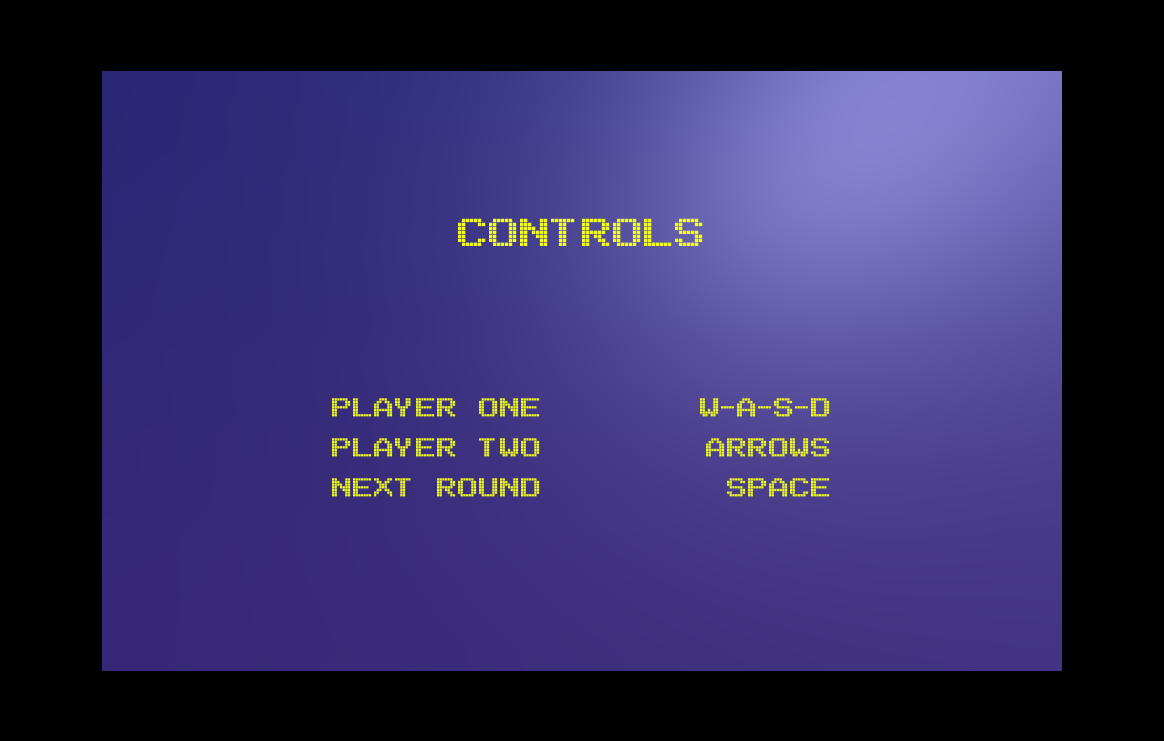 CONTROLS
PLAYER ONE W-A-S-D
PLAYER TWO ARROWS
NEXT ROUND SPACE